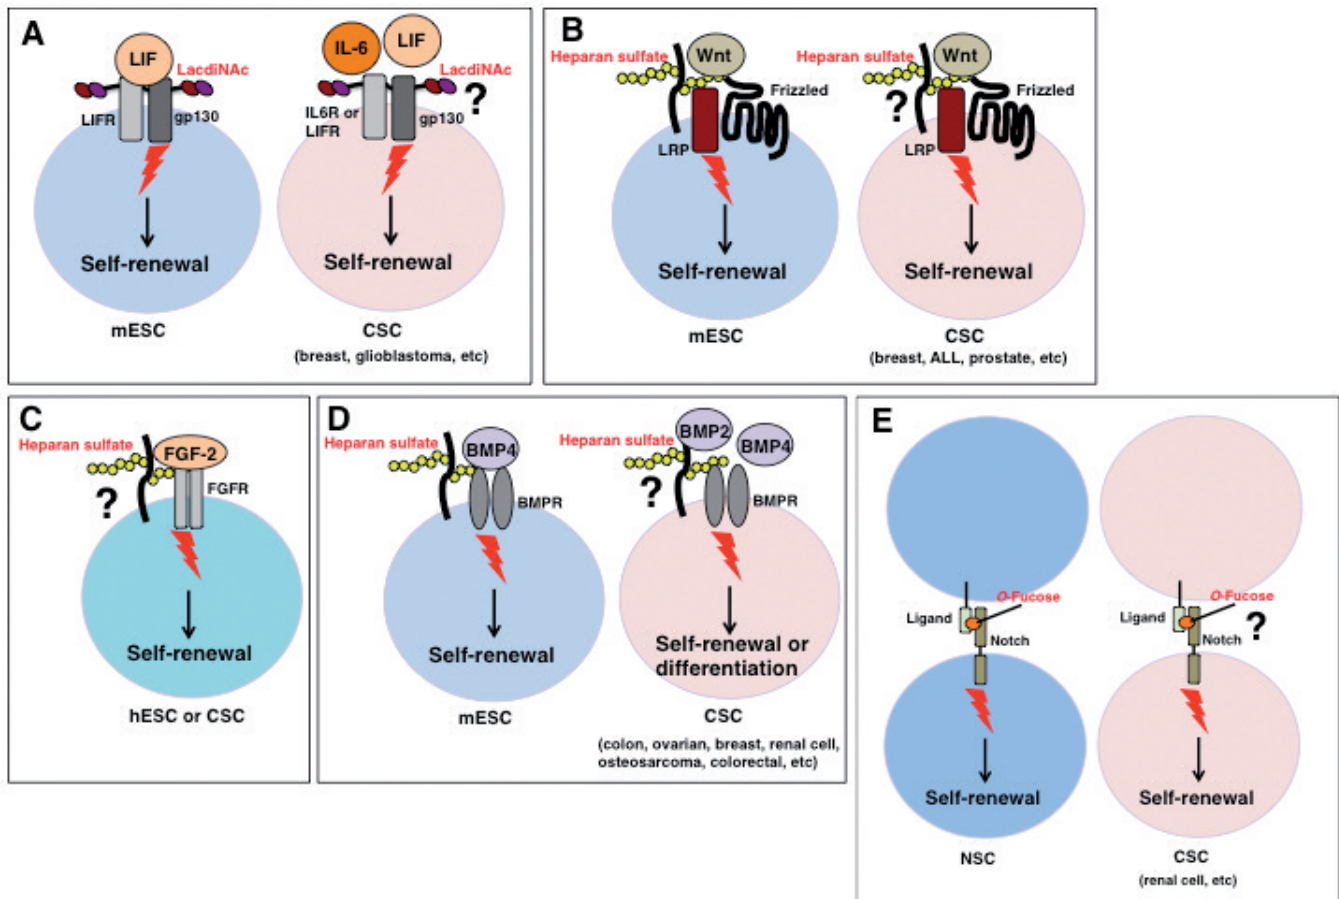 A
LIF
LacdiNAc
LIFR
gp130
Self-renewal
mESC
IL-6
LIF
LacdiNAc
?
IL6R or
LIFR
gp130
Self-renewal
CSC
(breast, glioblastoma, etc)
B
Heparan sulfate
Wnt
Frizzled
LRP
Self-renewal
mESC
Heparan sulfate
Wnt
?
Frizzled
LRP
Self-renewal
CSC
(breast, ALL, prostate, etc)
C
Heparan sulfate
FGF-2
?
FGFR
Self-renewal
hESC or CSC
D
Heparan sulfate
BMP4
BMPR
Self-renewal
mESC
Heparan sulfate
BMP2
BMP4
?
BMPR
Self-renewal or
differentiation
CSC
(colon, ovarian, breast, renal cell,
osteosarcoma, colorectal, etc)
E
O-Fucose
Ligand
Notch
Self-renewal
NSC
O-Fucose
Ligand
?
Notch
Self-renewal
CSC
(renal cell, etc)